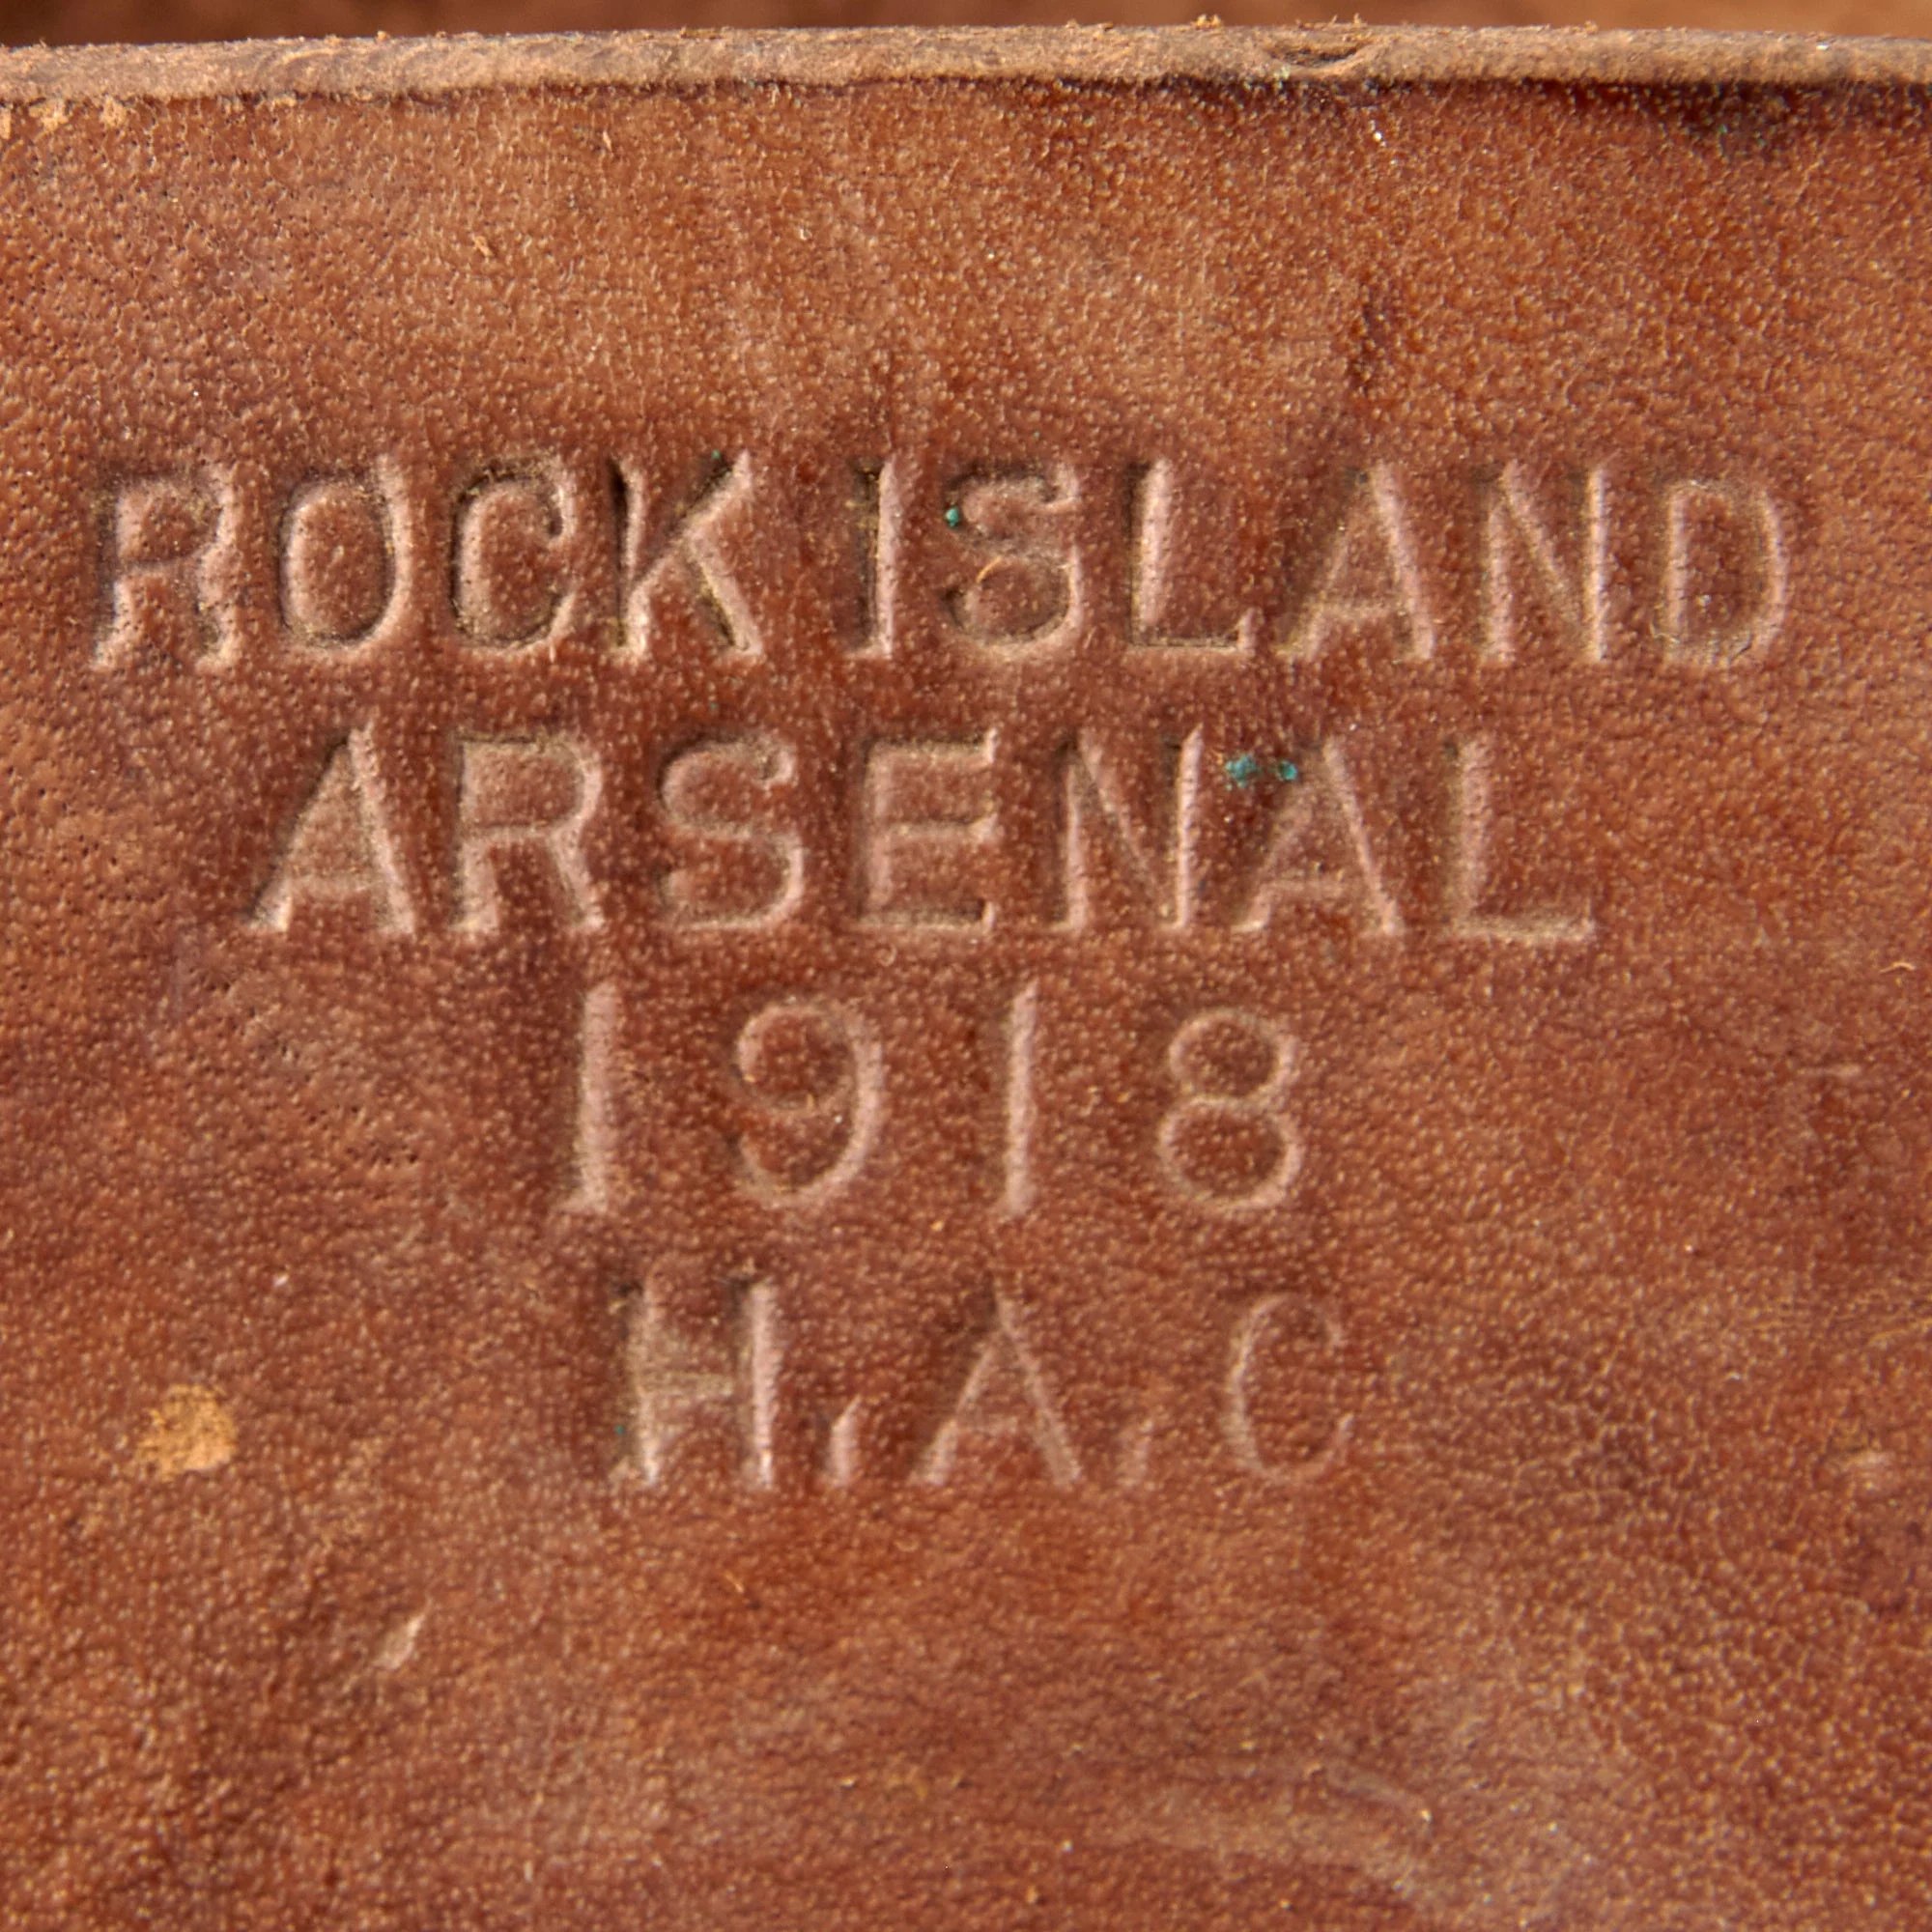 ROCK ISLAND
ARSENAL
1918
H.A.C